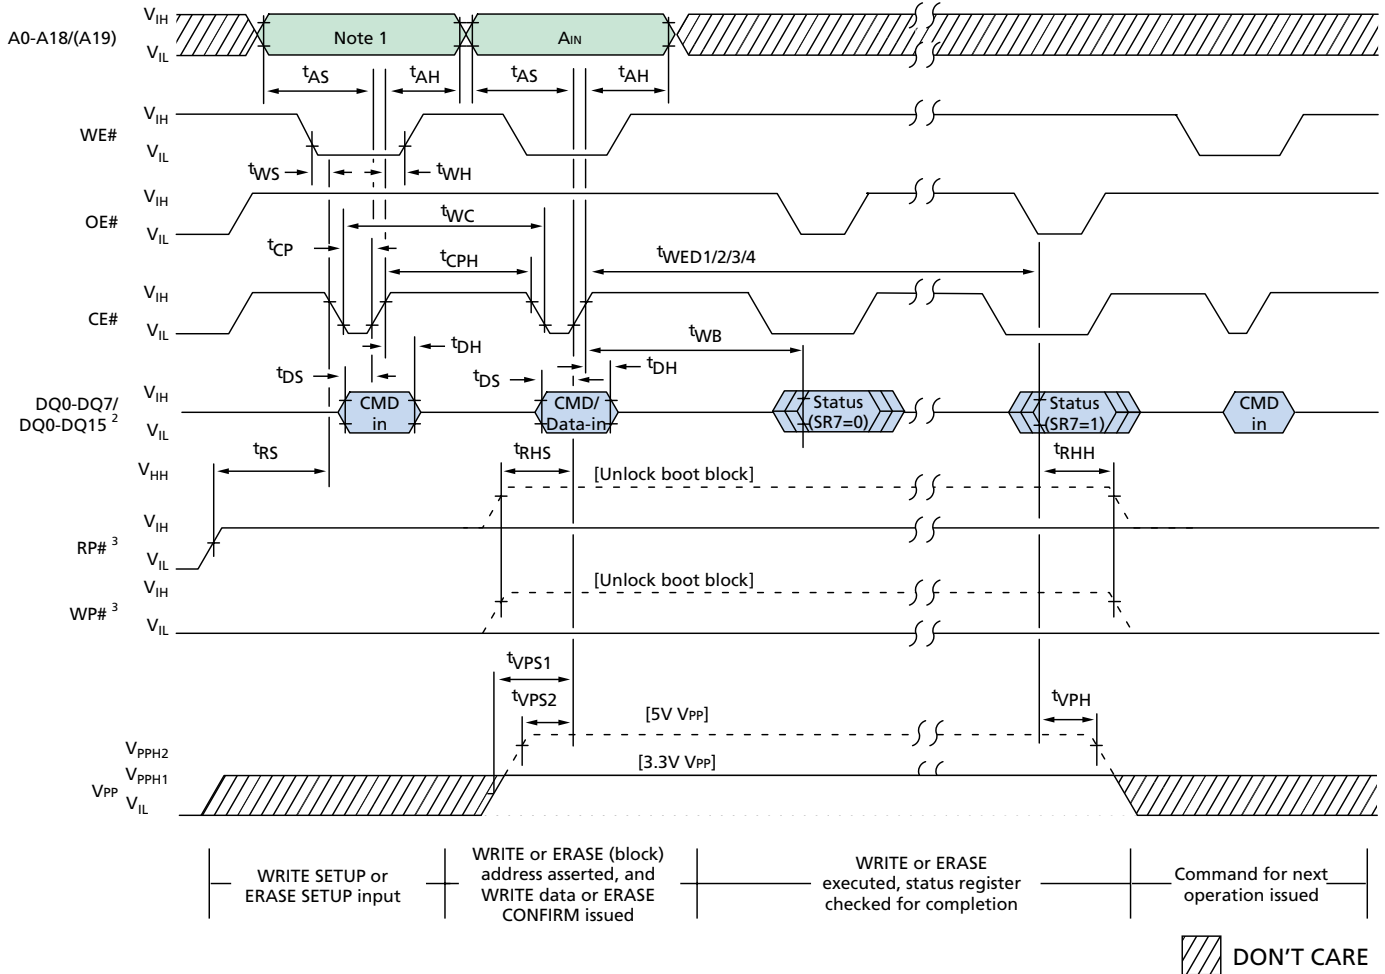 A0-A18/(A19)
VIH
VIL
Note 1
AIN
tAS
tAH
tAS
tAH
WE#
VIH
VIL
tWS
tWH
OE#
VIH
VIL
tWC
tCP
tCPH
tWED1/2/3/4
CE#
VIH
VIL
tWB
tDH
tDS
tDS
tDH
DQ0-DQ7/
DQ0-DQ15 2
VIH
VIL
CMD
in
CMD/
Data-in
Status
(SR7=0)
Status
(SR7=1)
CMD
in
tRS
tRHS
tRHH
VHH
[Unlock boot block]
RP# 3
VIH
VIL
WP# 3
VIH
VIL
[Unlock boot block]
tVPS1
tVPS2
tVPH
[5V VPP]
VPPH2
VPPH1
[3.3V VPP]
VPP
VIL
WRITE SETUP or
ERASE SETUP input
WRITE or ERASE (block)
address asserted, and
WRITE data or ERASE
CONFIRM issued
WRITE or ERASE
executed, status register
checked for completion
Command for next
operation issued
DON'T CARE